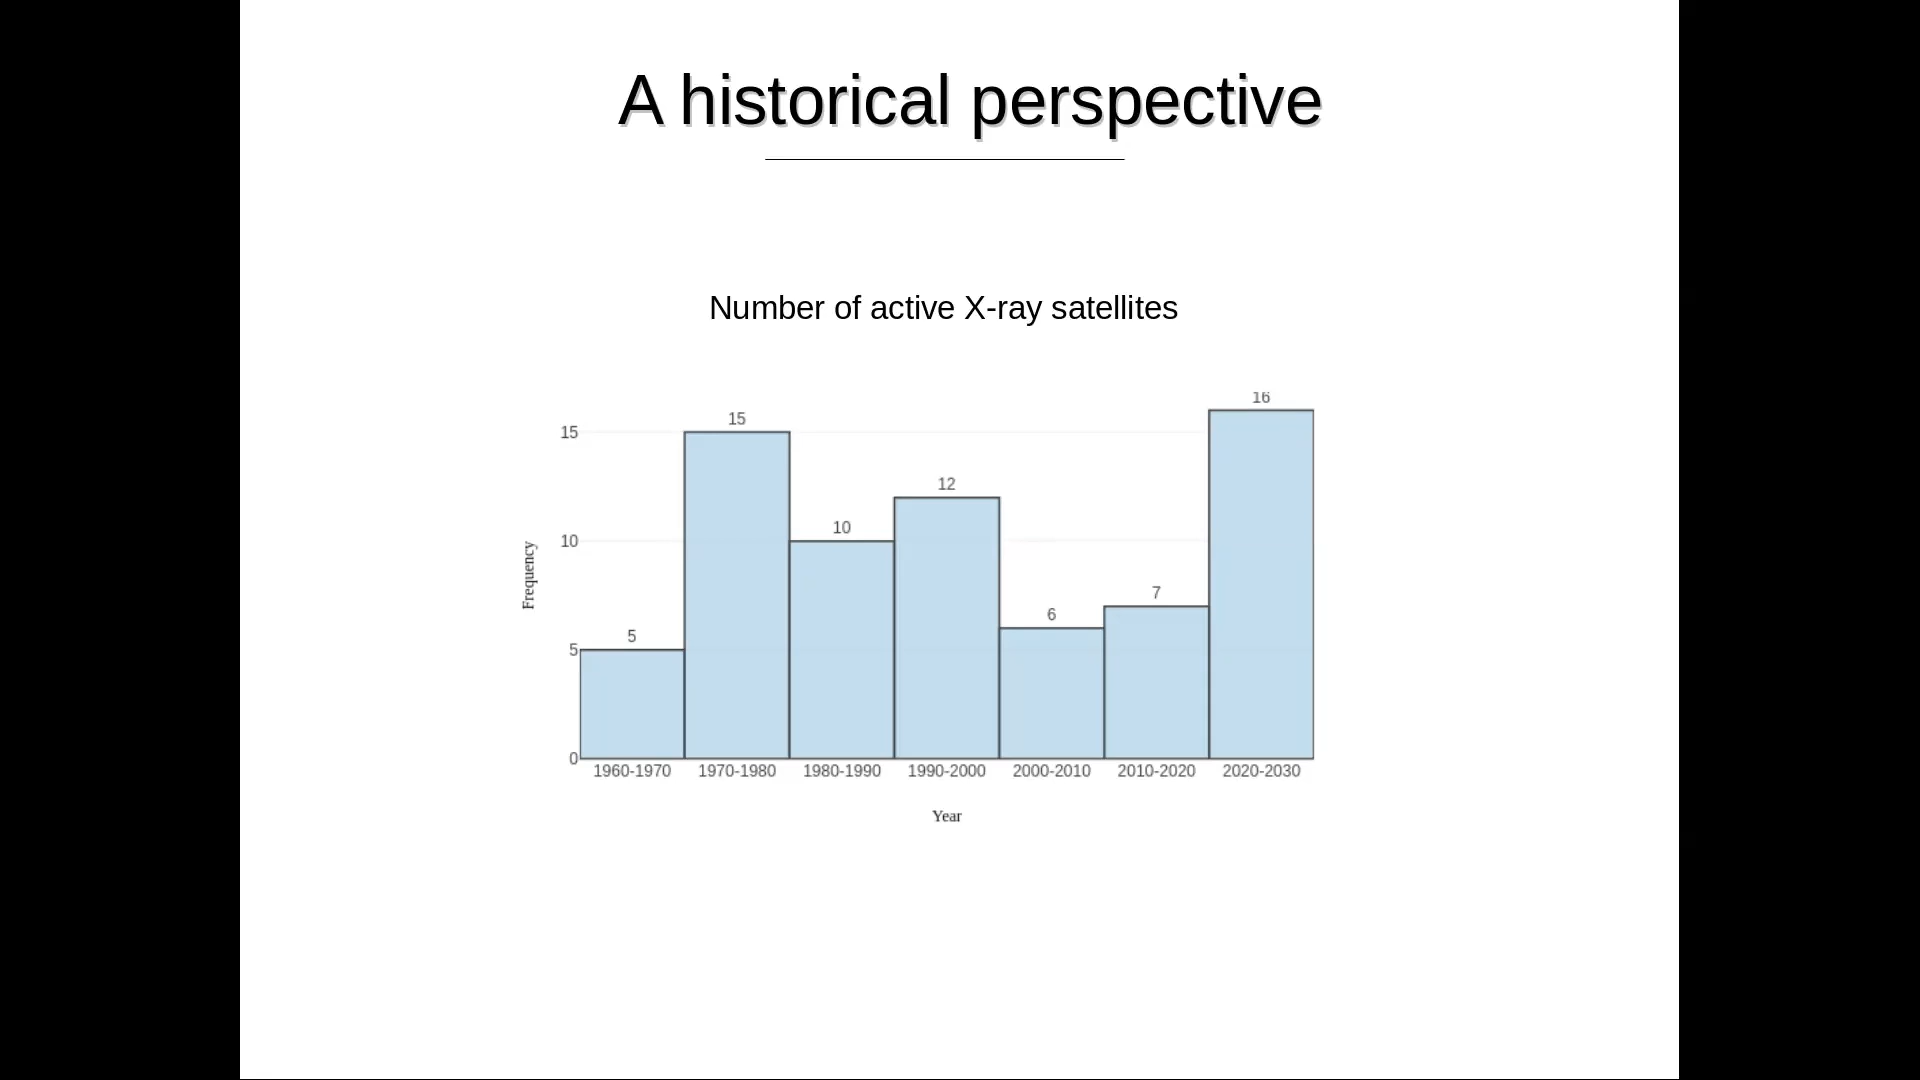 A historical perspective
Number of active X-ray satellites
16
15
15
12
10
10
7
6
5
5
0
Frequency
1960-1970 1970-1980 1980-1990 1990-2000 2000-2010 2010-2020 2020-2030
Year